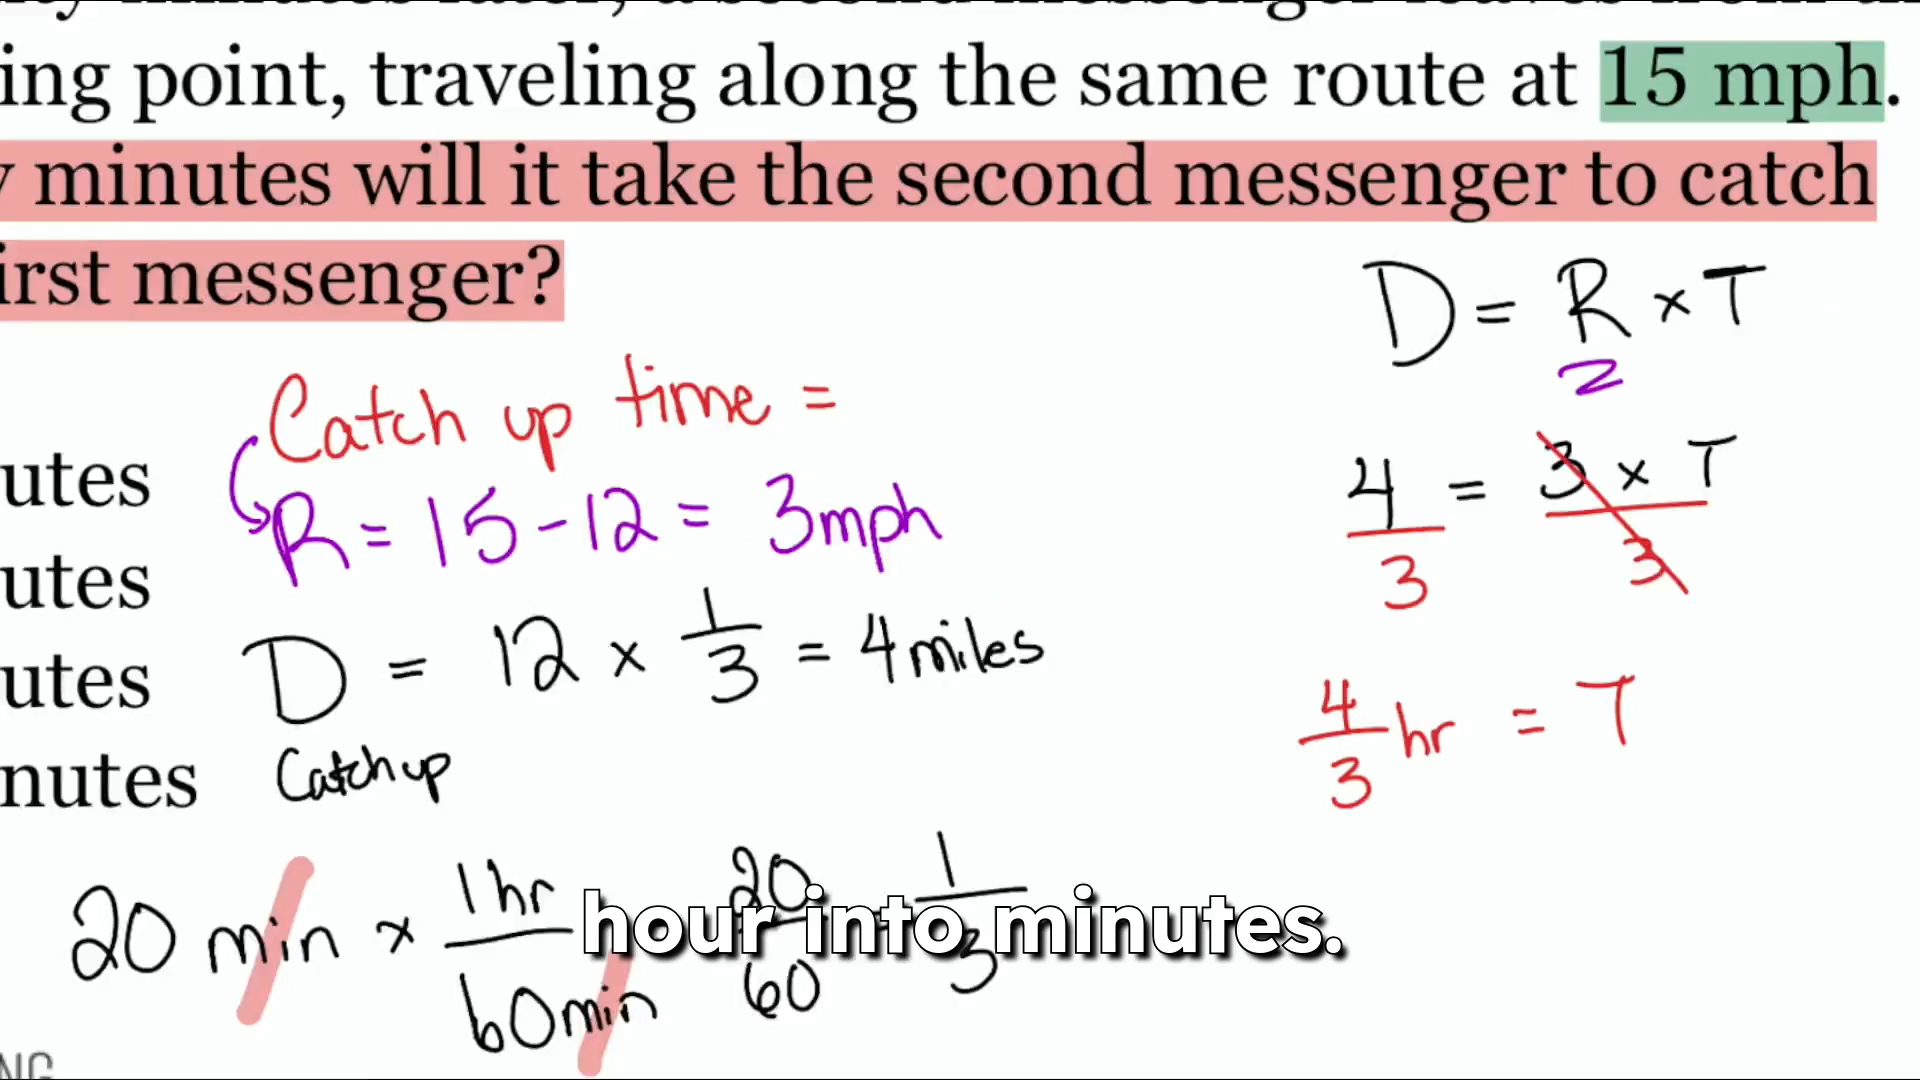 ing point, traveling along the same route at 15 mph.
minutes will it take the second messenger to catch
irst messenger?
D = R × T
2
Catch up time =
4 = 3 × T
3 3
utes
R = 15 - 12 = 3mph
utes
D = 12 × 1/3 = 4 miles
utes
4/3 hr = T
nutes
Catch up
20 min × 1hr/60min 20/60 = 1/3
hour into minutes.
NG